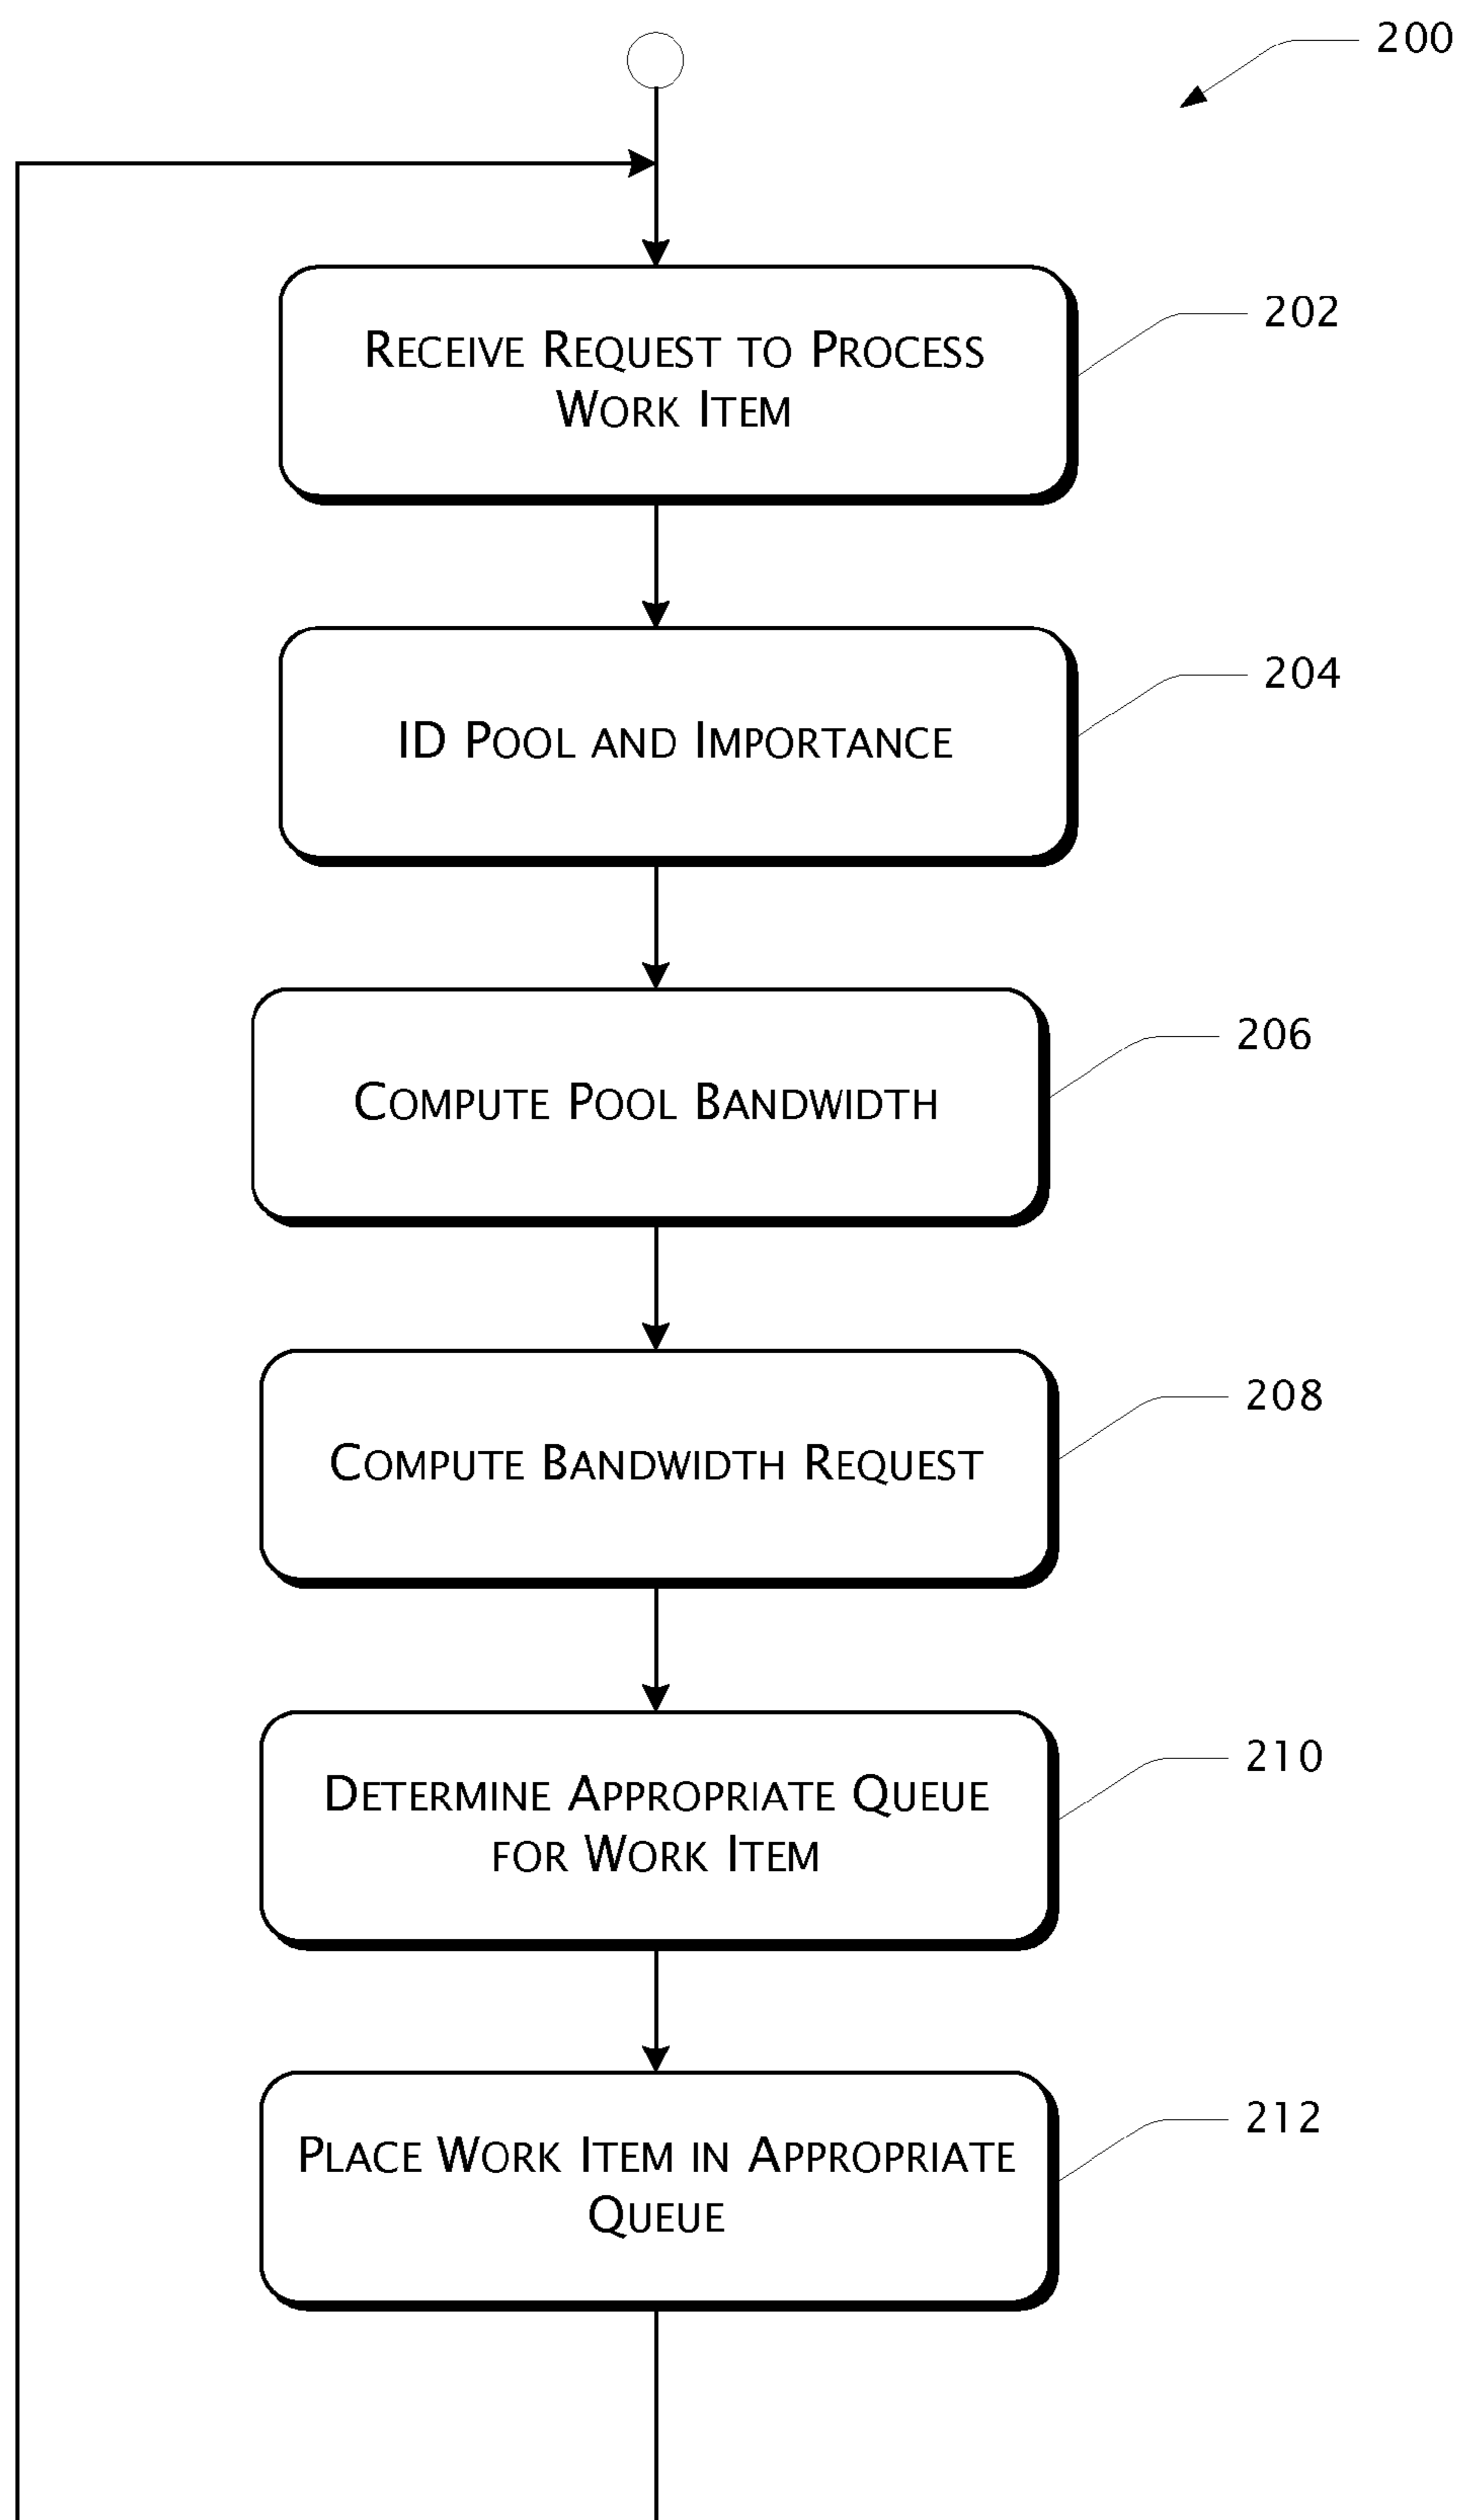 200
RECEIVE REQUEST TO PROCESS
WORK ITEM
202
ID POOL AND IMPORTANCE
204
COMPUTE POOL BANDWIDTH
206
COMPUTE BANDWIDTH REQUEST
208
DETERMINE APPROPRIATE QUEUE
FOR WORK ITEM
210
PLACE WORK ITEM IN APPROPRIATE
QUEUE
212